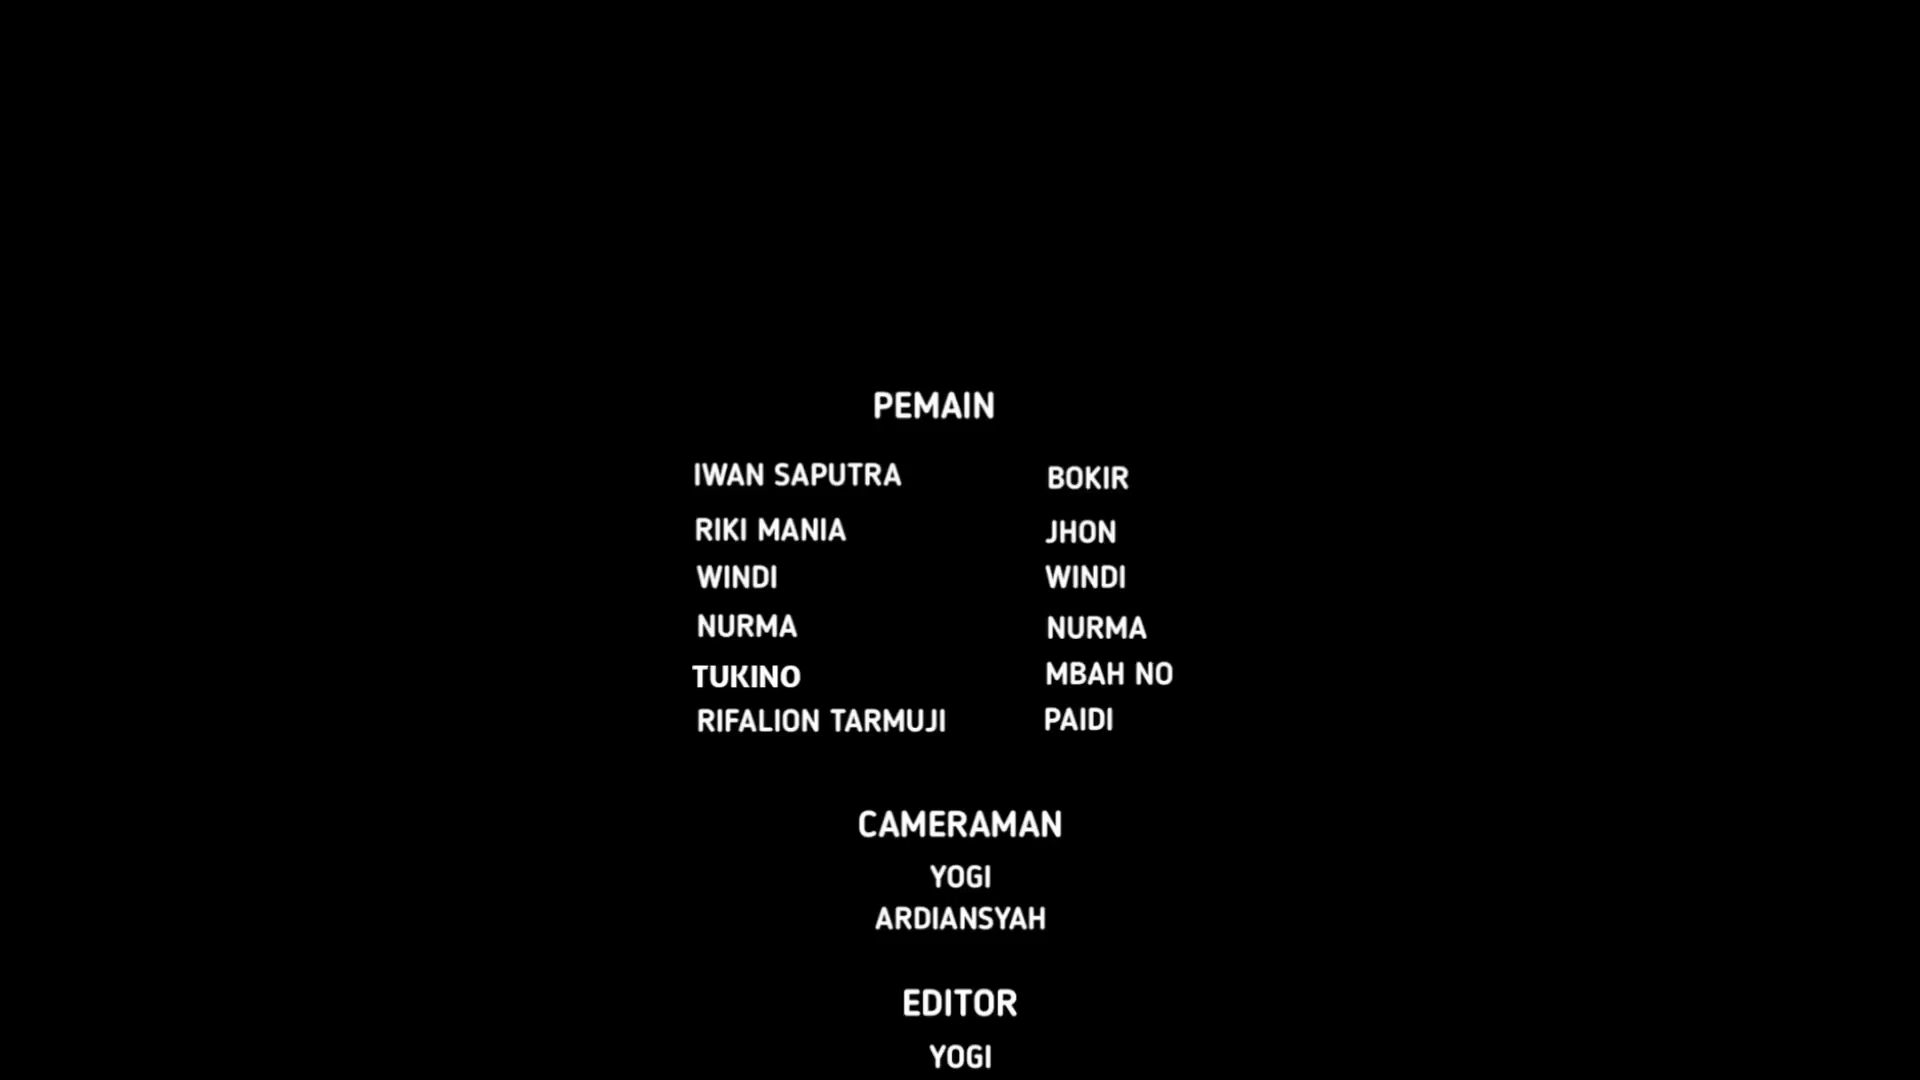 PEMAIN
IWAN SAPUTRA BOKIR
RIKI MANIA JHON
WINDI WINDI
NURMA NURMA
TUKINO MBAH NO
RIFALION TARMUJI PAIDI
CAMERAMAN
YOGI
ARDIANSYAH
EDITOR
YOGI